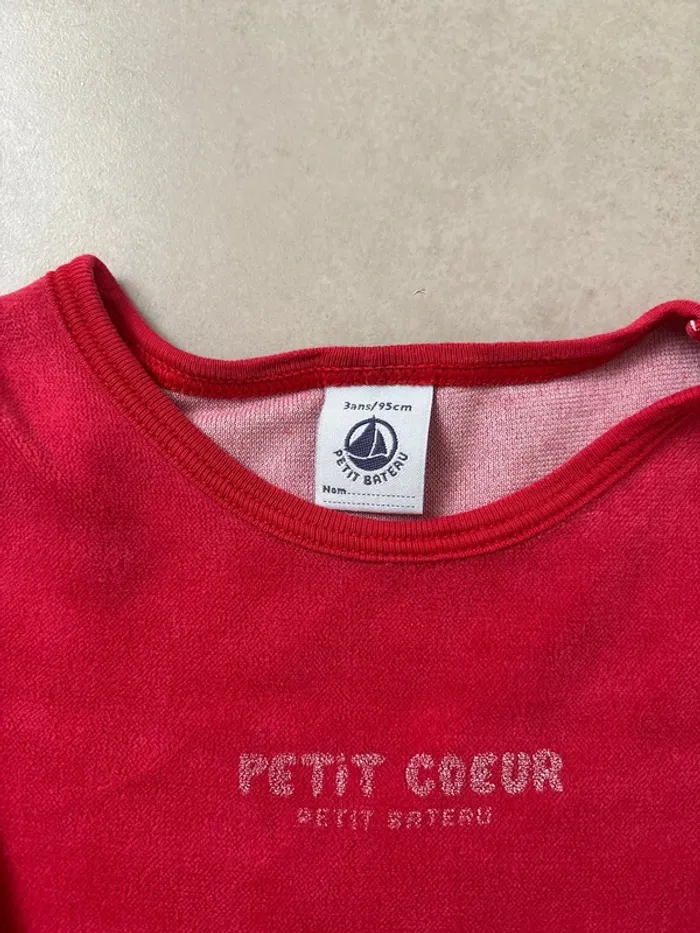 3ans/95cm
PETIT BATEAU
Nom
PETIT COEUR
PETIT BATEAU